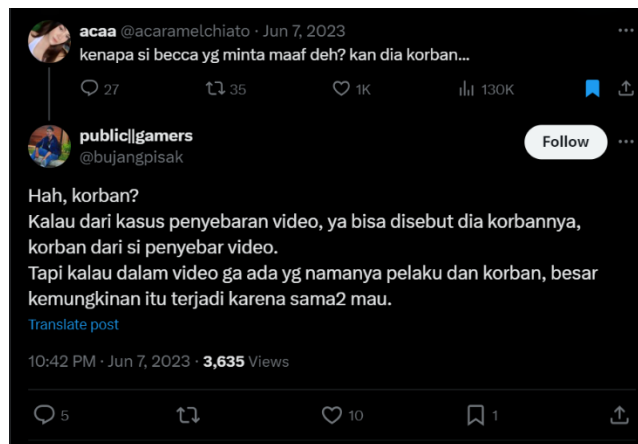 acaa @acaramelchiato · Jun 7, 2023
kenapa si becca yg minta maaf deh? kan dia korban...
27 35 1K 130K
public||gamers
@bujangpisak
Follow
Hah, korban?
Kalau dari kasus penyebaran video, ya bisa disebut dia korbannya,
korban dari si penyebar video.
Tapi kalau dalam video ga ada yg namanya pelaku dan korban, besar
kemungkinan itu terjadi karena sama2 mau.
Translate post
10:42 PM · Jun 7, 2023 · 3,635 Views
5 10 1